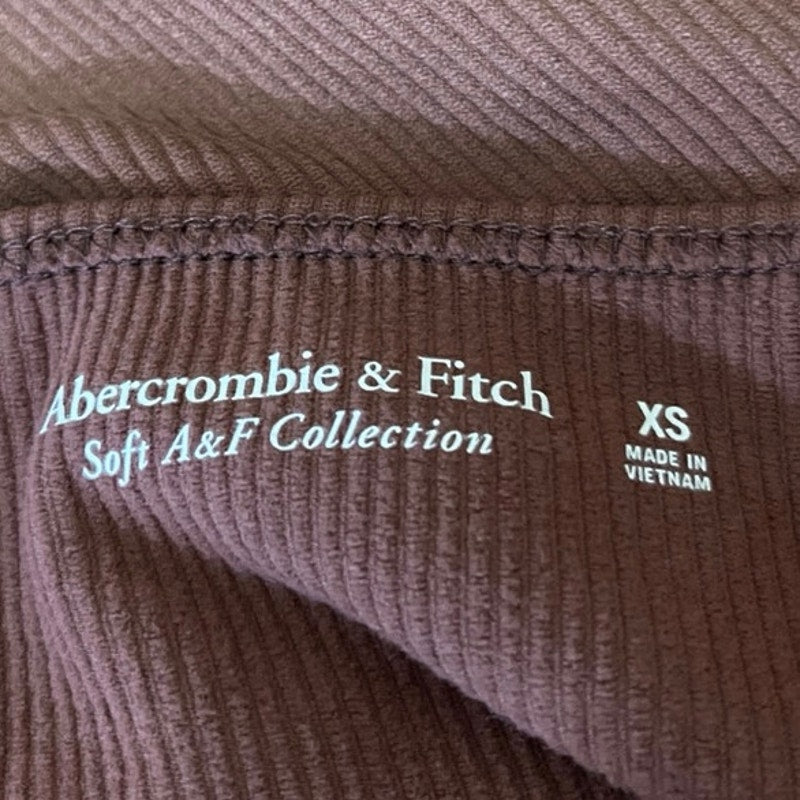 Abercrombie & Fitch
Soft A&F Collection
XS
MADE IN
VIETNAM